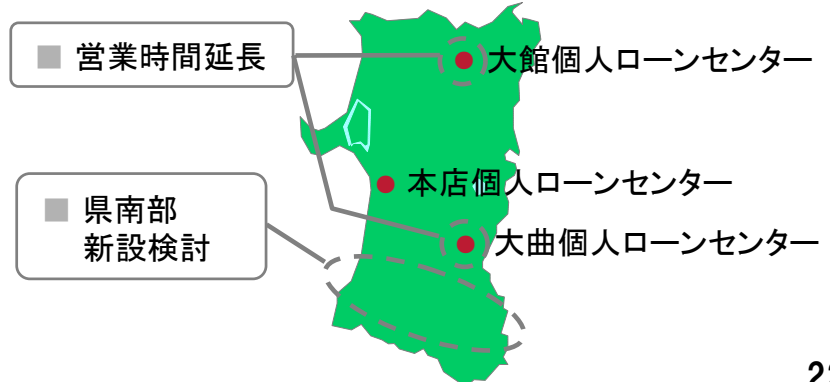 ■ 営業時間延長
大館個人ローンセンター
本店個人ローンセンター
■ 県南部
新設検討
大曲個人ローンセンター